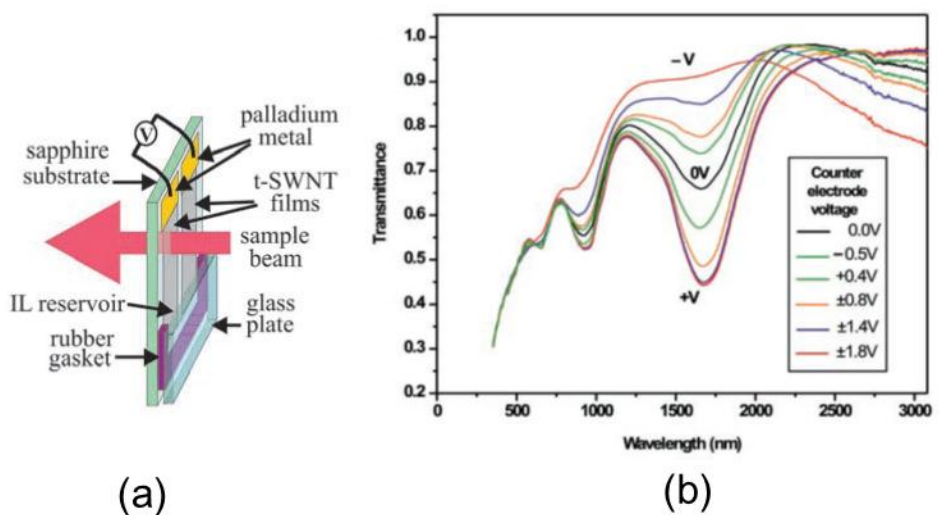 V
palladium
metal
sapphire
substrate
t-SWNT
films
sample
beam
IL reservoir
glass
plate
rubber
gasket
(a)
Transmittance
1.0
0.9
0.8
0.7
0.6
0.5
0.4
0.3
0.2
0
500
1000
1500
2000
2500
3000
Wavelength (nm)
–V
0V
+V
Counter
electrode
voltage
0.0V
–0.5V
+0.4V
±0.8V
±1.4V
±1.8V
(b)